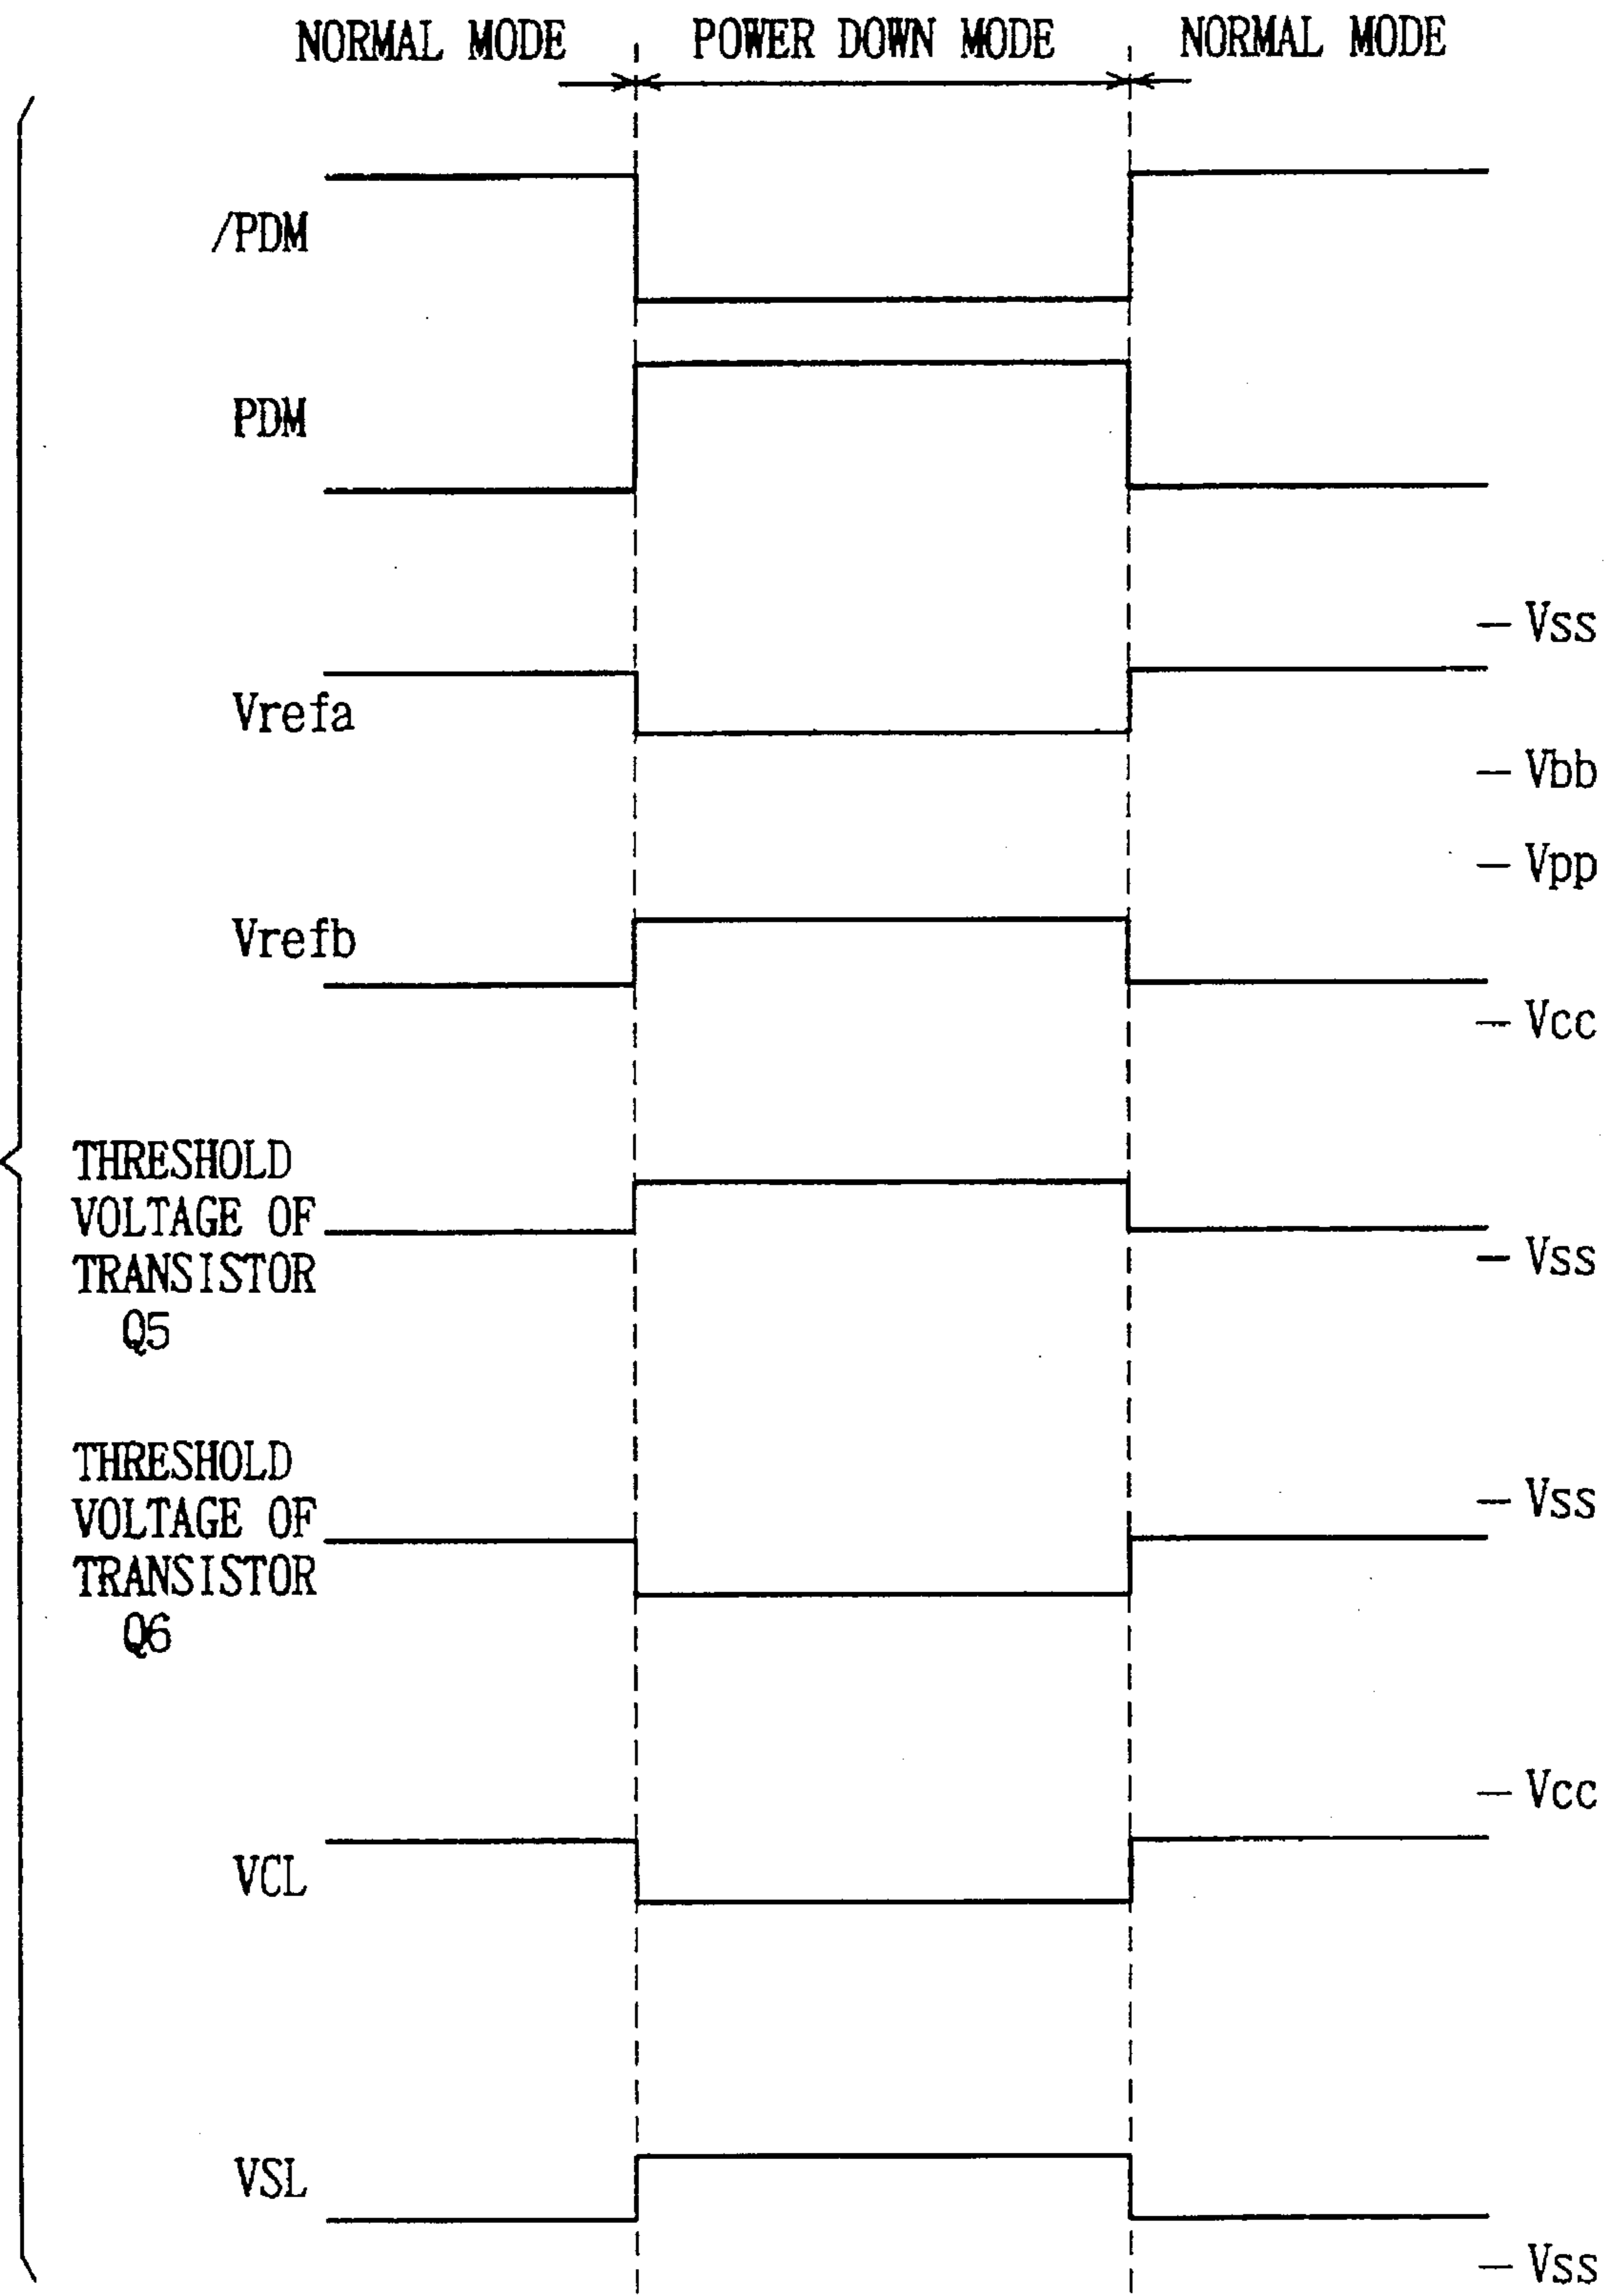 NORMAL MODE POWER DOWN MODE NORMAL MODE
/PDM
PDM
Vss
Vrefa
Vbb
Vpp
Vrefb
Vcc
THRESHOLD
VOLTAGE OF
TRANSISTOR
Q5
Vss
THRESHOLD
VOLTAGE OF
TRANSISTOR
Q6
Vss
Vcc
VCL
VSL
Vss